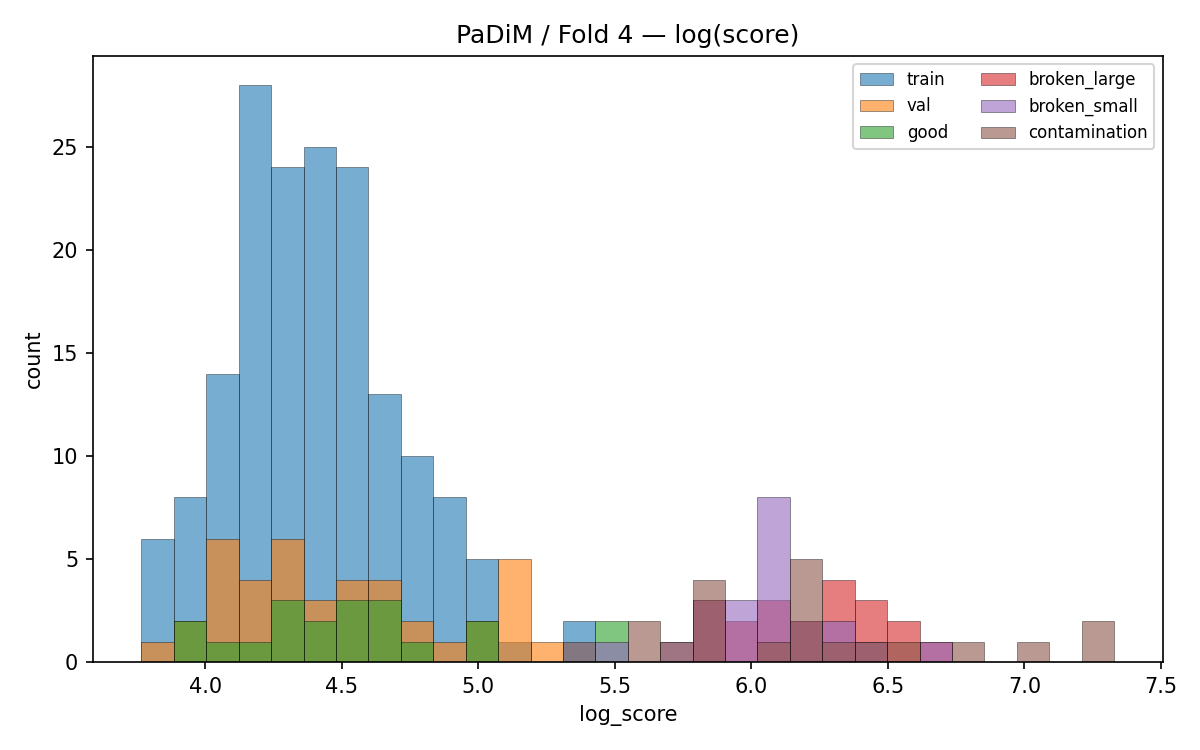 PaDiM / Fold 4 — log(score)
train
val
good
broken_large
broken_small
contamination
count
25
20
15
10
5
0
4.0 4.5 5.0 5.5 6.0 6.5 7.0 7.5
log_score